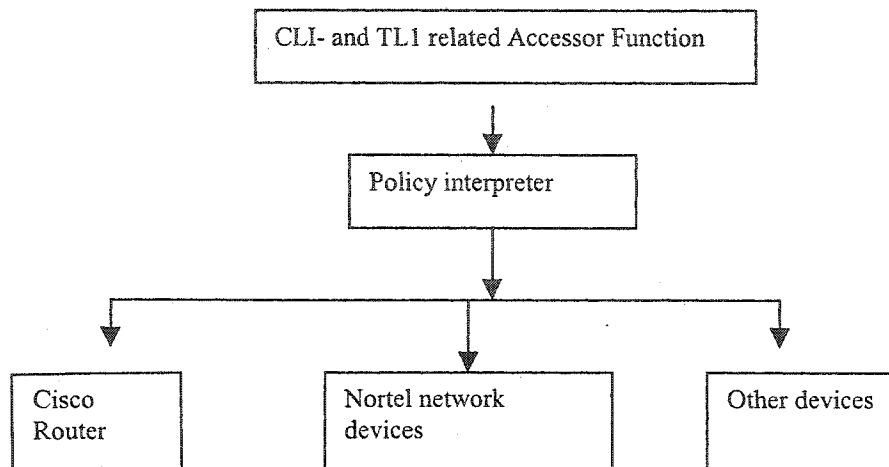 CLI- and TL1 related Accessor Function
Policy interpreter
Cisco
Router
Nortel network
devices
Other devices